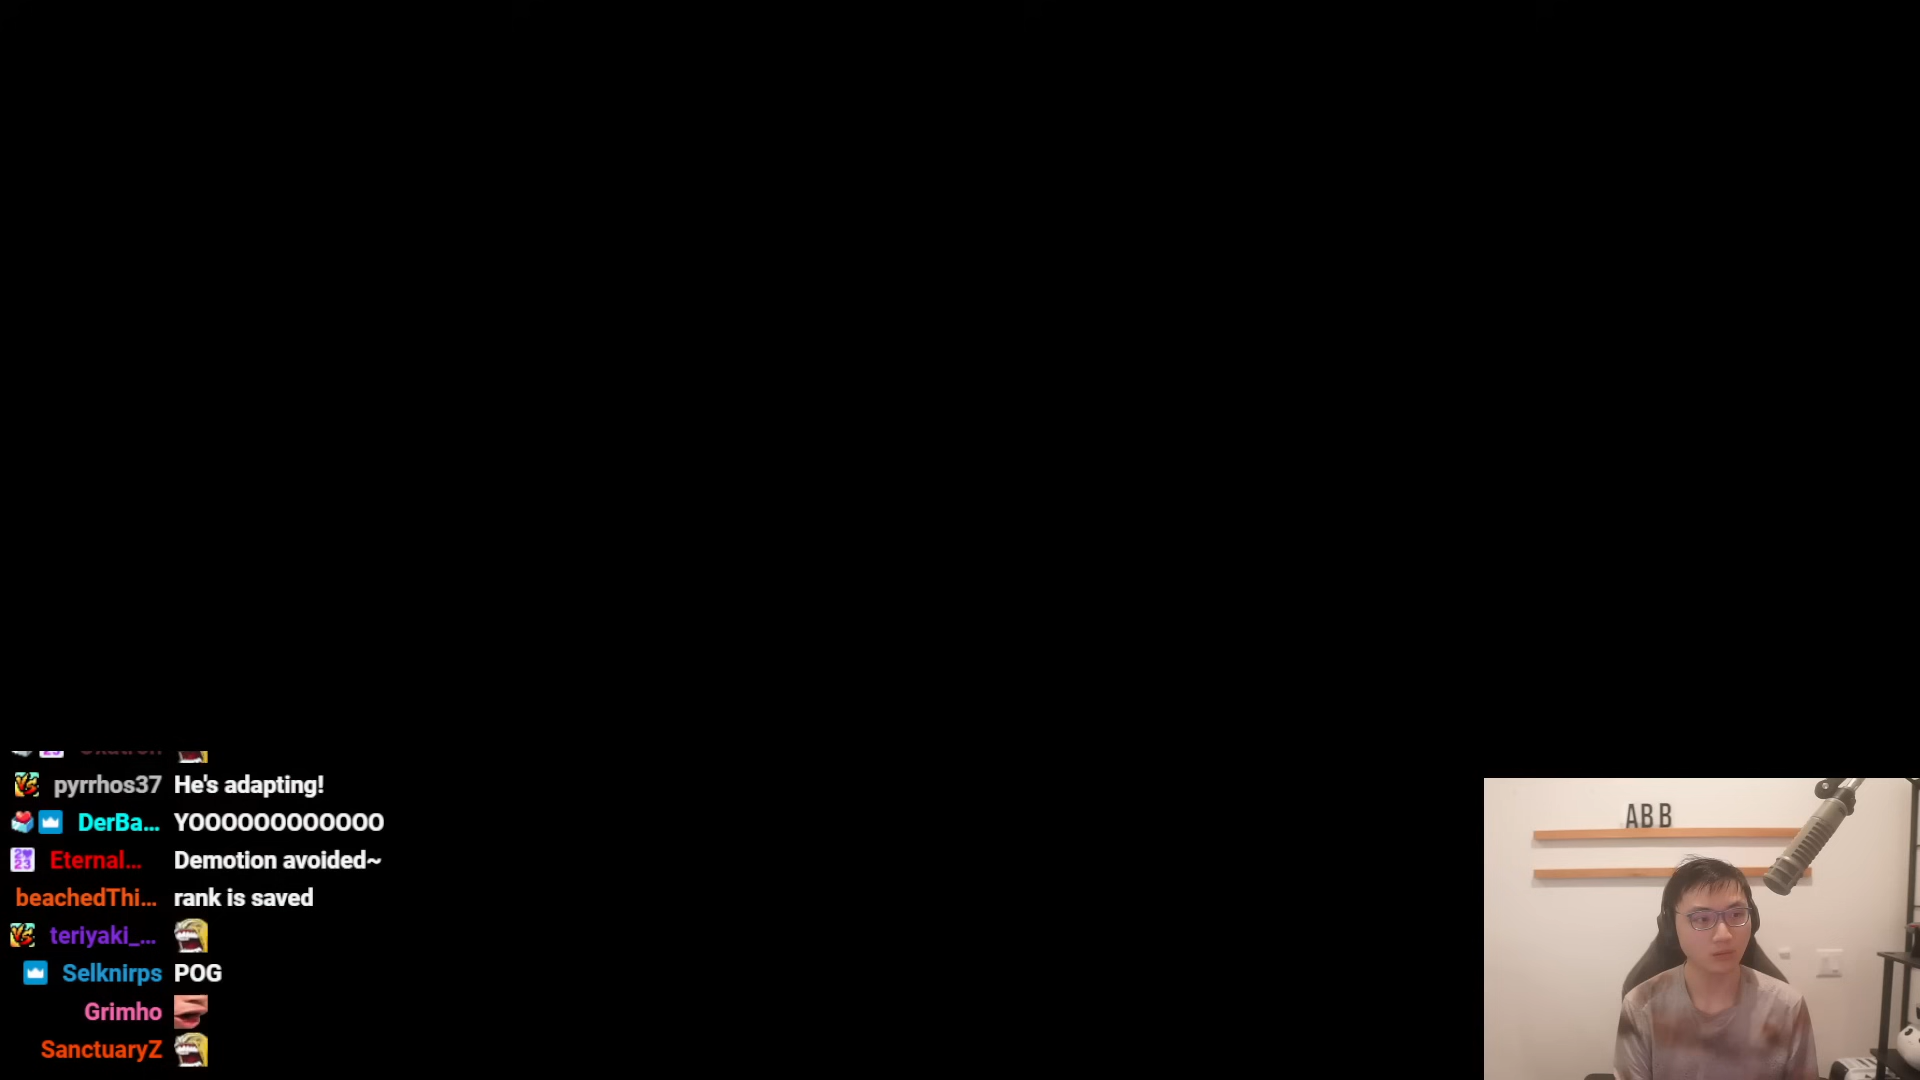 pyrrhos37 He's adapting!
DerBa... YOOOOOOOOOOOO
Eternal... Demotion avoided~
beachedThi... rank is saved
teriyaki_...
Selknirps POG
Grimho
SanctuaryZ
ABB